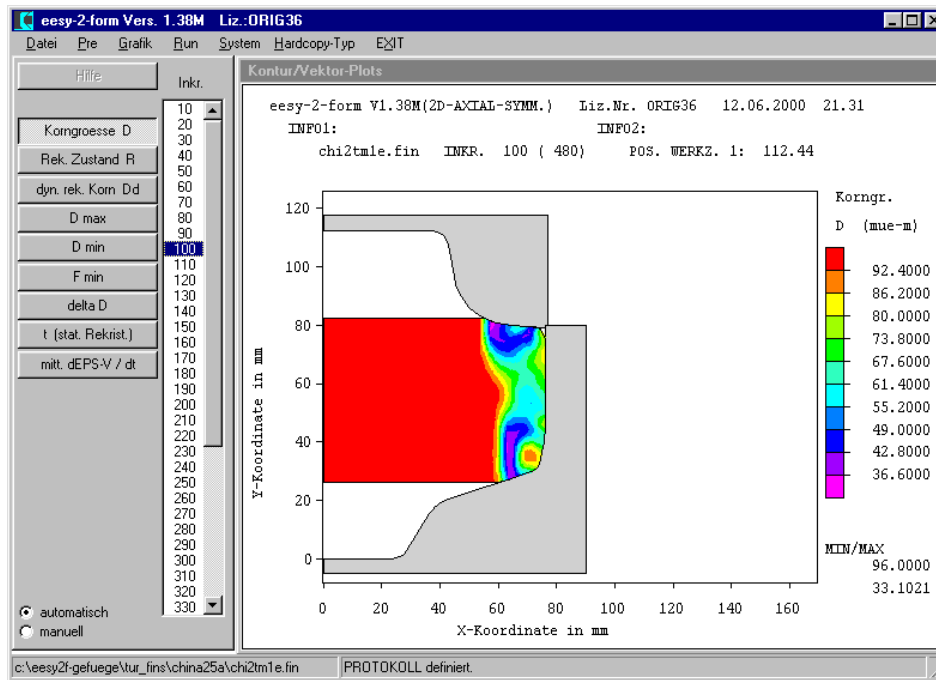 eesy-2-form Vers. 1.38M Liz.:ORIG36
Datei Pre Grafik Run System Hardcopy-Typ EXIT
Hilfe
Inkr.
Korngroesse D
Rek. Zustand R
dyn. rek. Korn Dd
D max
D min
F min
delta D
t (stat. Rekrist.)
mitt. dEPS-V / dt
10
20
30
40
50
60
70
80
90
100
110
120
130
140
150
160
170
180
190
200
210
220
230
240
250
260
270
280
290
300
310
320
330
automatisch
manuell
Kontur/Vektor-Plots
eesy-2-form V1.38M(2D-AXIAL-SYMM.) Liz.Nr. ORIG36 12.06.2000 21.31
INFO1: INFO2:
chi2tm1e.fin INKR. 100 ( 480) POS. WERKZ. 1: 112.44
Y-Koordinate in mm
120
100
80
60
40
20
0
0 20 40 60 80 100 120 140 160
X-Koordinate in mm
Korngr.
D (mue-m)
92.4000
86.2000
80.0000
73.8000
67.6000
61.4000
55.2000
49.0000
42.8000
36.6000
MIN/MAX
96.0000
33.1021
c:\eesy2f-gefuege\tur_fins\china25a\chi2tm1e.fin PROTOKOLL definiert.